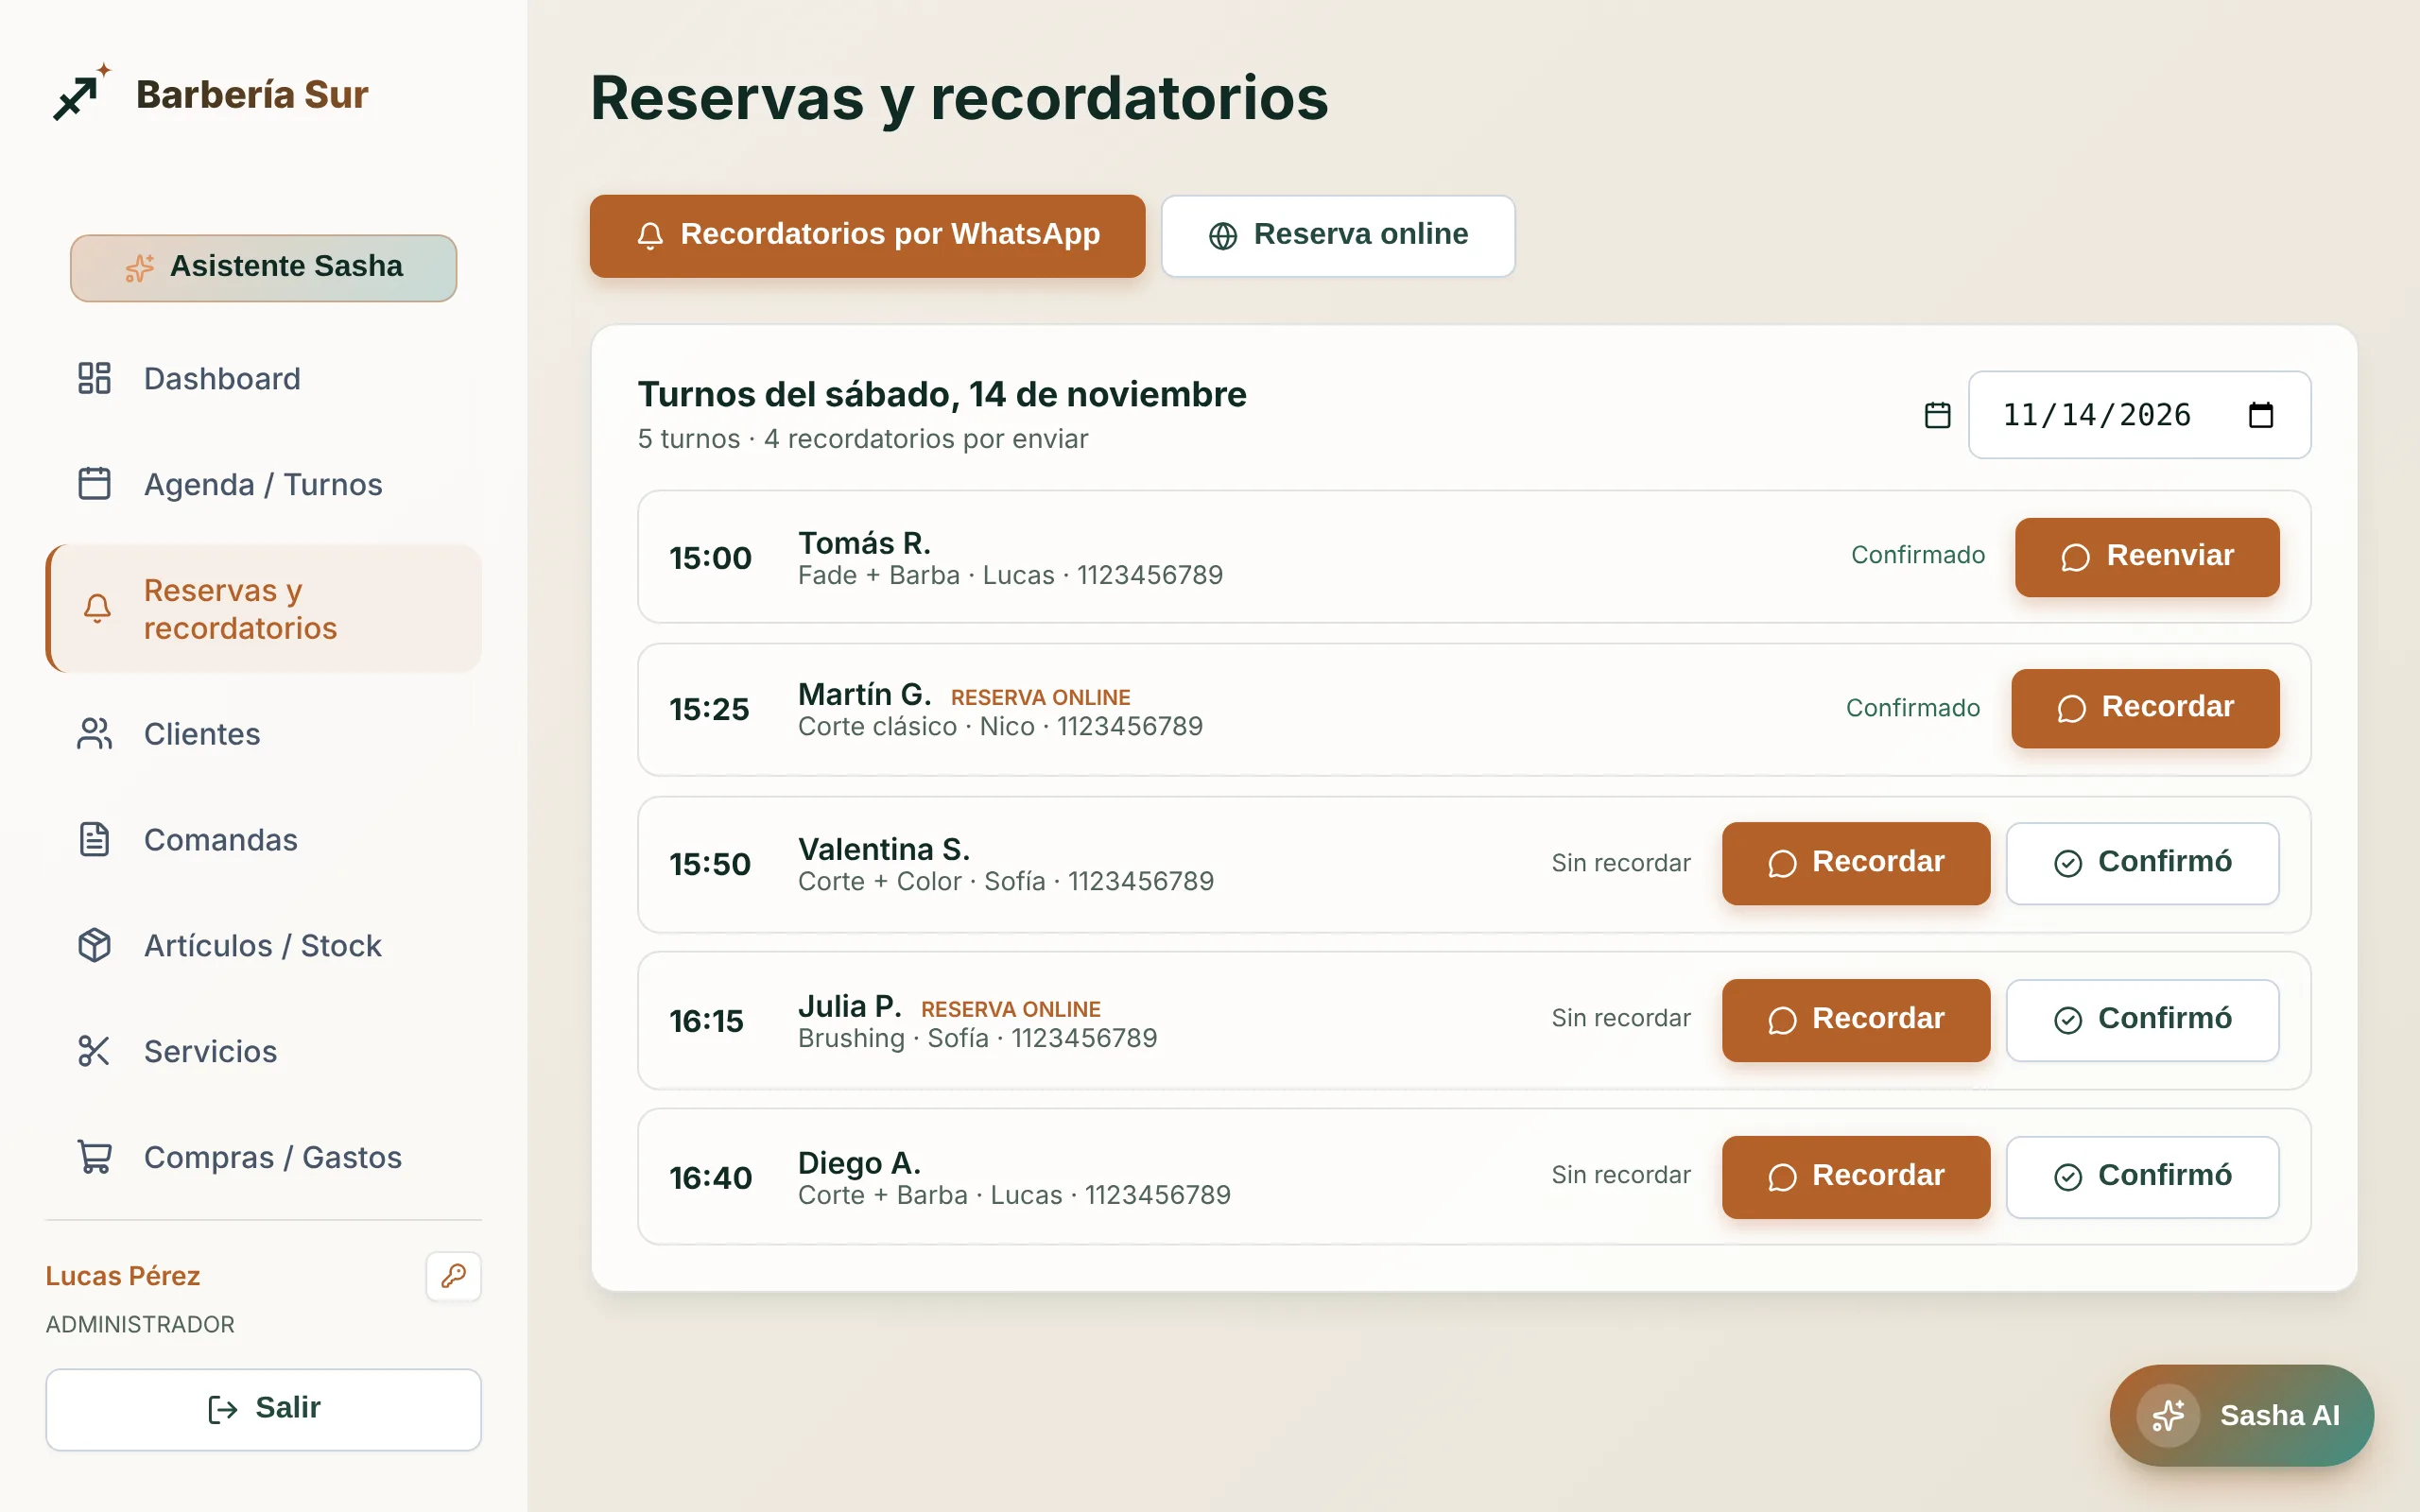 Barbería Sur
Asistente Sasha
Dashboard
Agenda / Turnos
Reservas y
recordatorios
Clientes
Comandas
Artículos / Stock
Servicios
Compras / Gastos
Lucas Pérez
ADMINISTRADOR
Salir
Reservas y recordatorios
Recordatorios por WhatsApp
Reserva online
Turnos del sábado, 14 de noviembre
5 turnos · 4 recordatorios por enviar
11/14/2026
15:00
Tomás R.
Fade + Barba · Lucas · 1123456789
Confirmado
Reenviar
15:25
Martín G. RESERVA ONLINE
Corte clásico · Nico · 1123456789
Confirmado
Recordar
15:50
Valentina S.
Corte + Color · Sofía · 1123456789
Sin recordar
Recordar
Confirmó
16:15
Julia P. RESERVA ONLINE
Brushing · Sofía · 1123456789
Sin recordar
Recordar
Confirmó
16:40
Diego A.
Corte + Barba · Lucas · 1123456789
Sin recordar
Recordar
Confirmó
Sasha AI